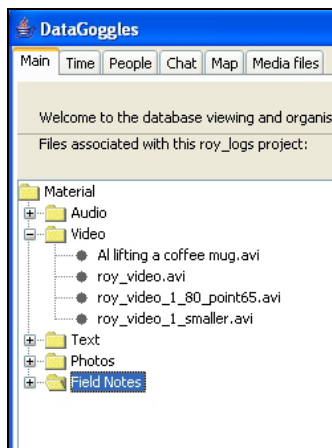 DataGoggles
Main Time People Chat Map Media files
Welcome to the database viewing and organis
Files associated with this roy_logs project:
Material
Audio
Video
Al lifting a coffee mug.avi
roy_video.avi
roy_video_1_80_point65.avi
roy_video_1_smaller.avi
Text
Photos
Field Notes